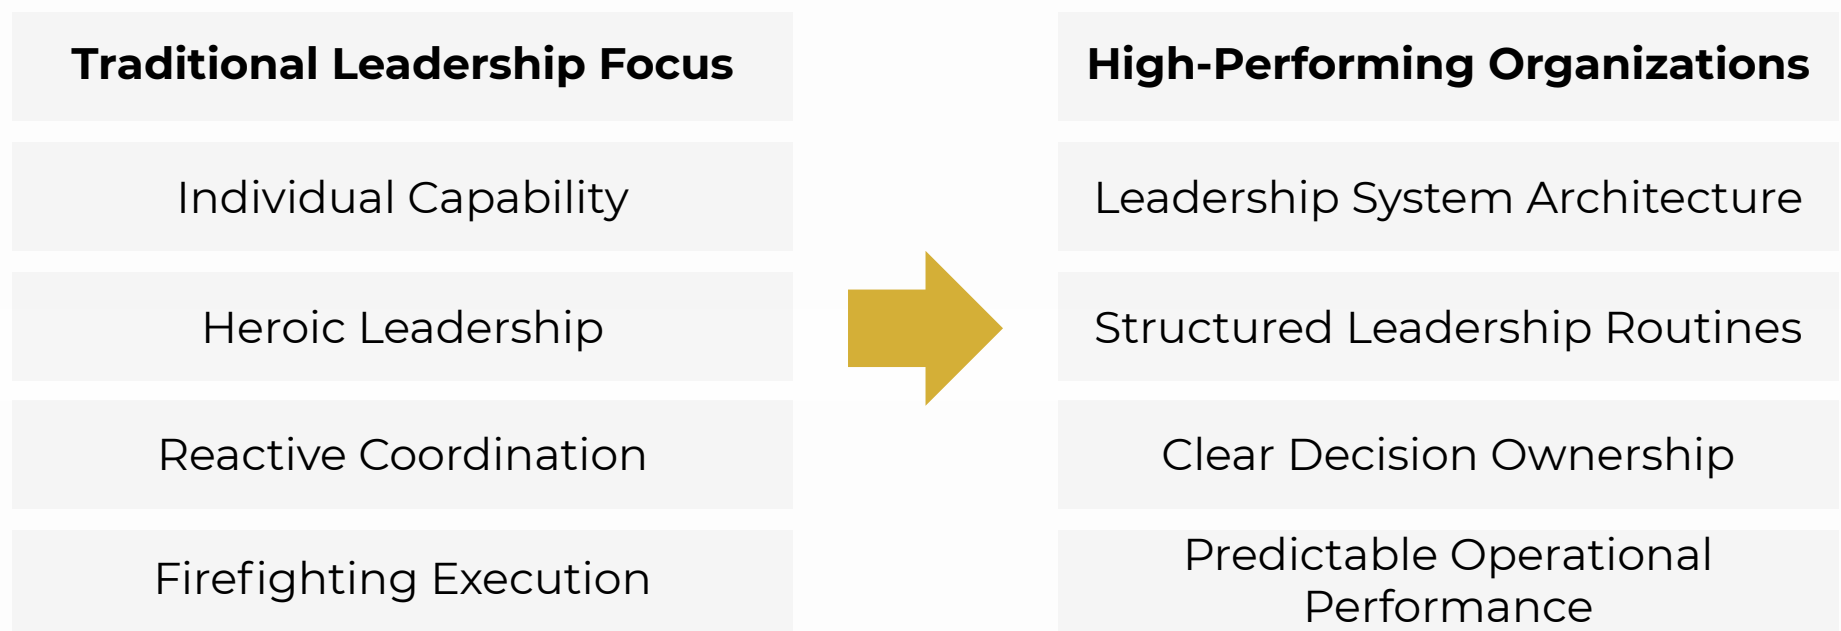 Traditional Leadership Focus
High-Performing Organizations
Individual Capability
Leadership System Architecture
Heroic Leadership
Structured Leadership Routines
Reactive Coordination
Clear Decision Ownership
Firefighting Execution
Predictable Operational
Performance